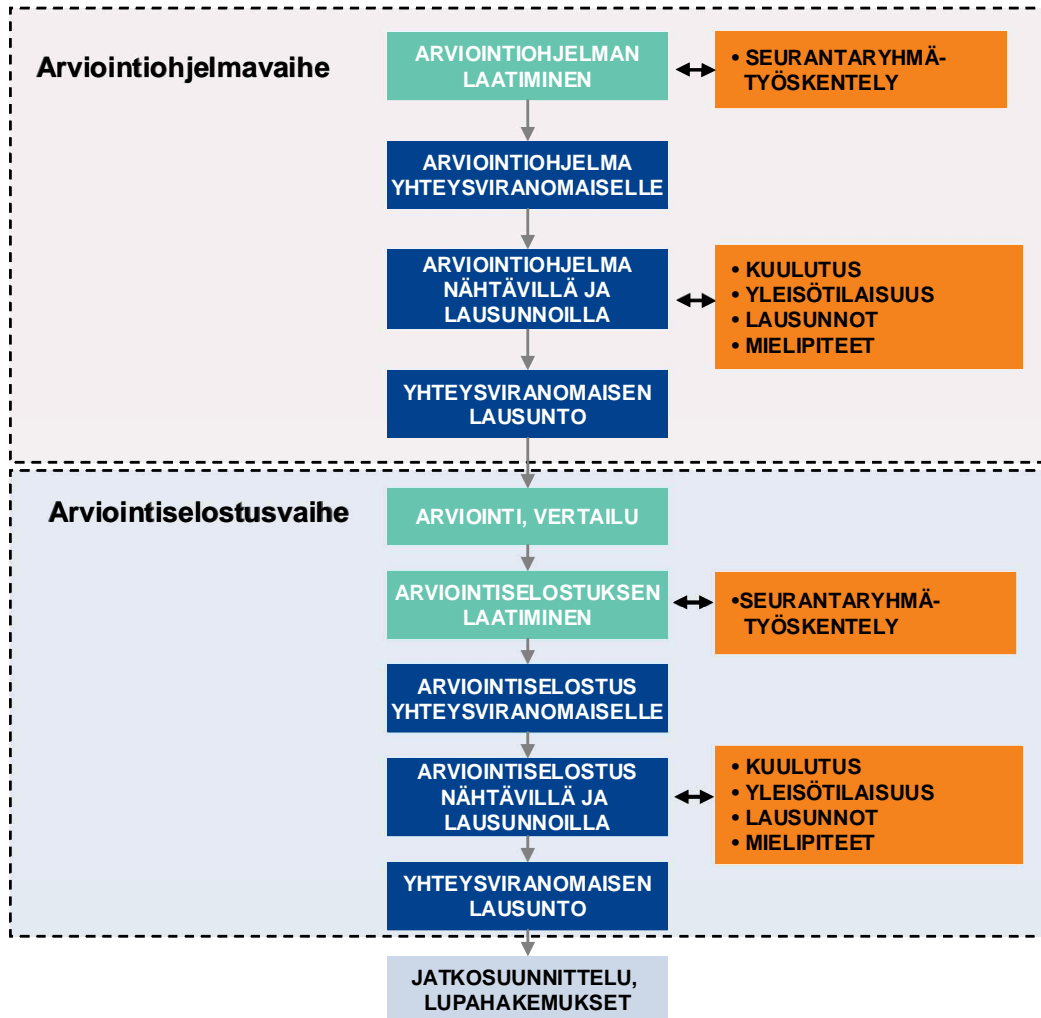 Arviointiohjelmavaihe
ARVIOINTIOHJELMAN
LAATIMINEN
• SEURANTARYHMÄ-
TYÖSKENTELY
ARVIOINTIOHJELMA
YHTEYSVIRANOMAISELLE
ARVIOINTIOHJELMA
NÄHTÄVILLÄ JA
LAUSUNNOILLA
• KUULUTUS
• YLEISÖTILAISUUS
• LAUSUNNOT
• MIELIPITEET
YHTEYSVIRANOMAISEN
LAUSUNTO
Arviointiselostusvaihe
ARVIOINTI, VERTAILU
ARVIOINTISELOSTUKSEN
LAATIMINEN
•SEURANTARYHMÄ-
TYÖSKENTELY
ARVIOINTISELOSTUS
YHTEYSVIRANOMAISELLE
ARVIOINTISELOSTUS
NÄHTÄVILLÄ JA
LAUSUNNOILLA
• KUULUTUS
• YLEISÖTILAISUUS
• LAUSUNNOT
• MIELIPITEET
YHTEYSVIRANOMAISEN
LAUSUNTO
JATKOSUUNNITTELU,
LUPAHAKEMUKSET